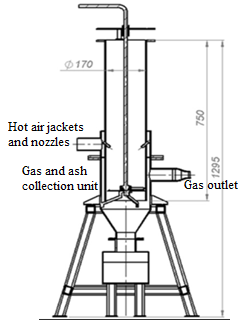 ϕ170
750
1295
Hot air jackets
and nozzles
Gas and ash
collection unit
Gas outlet